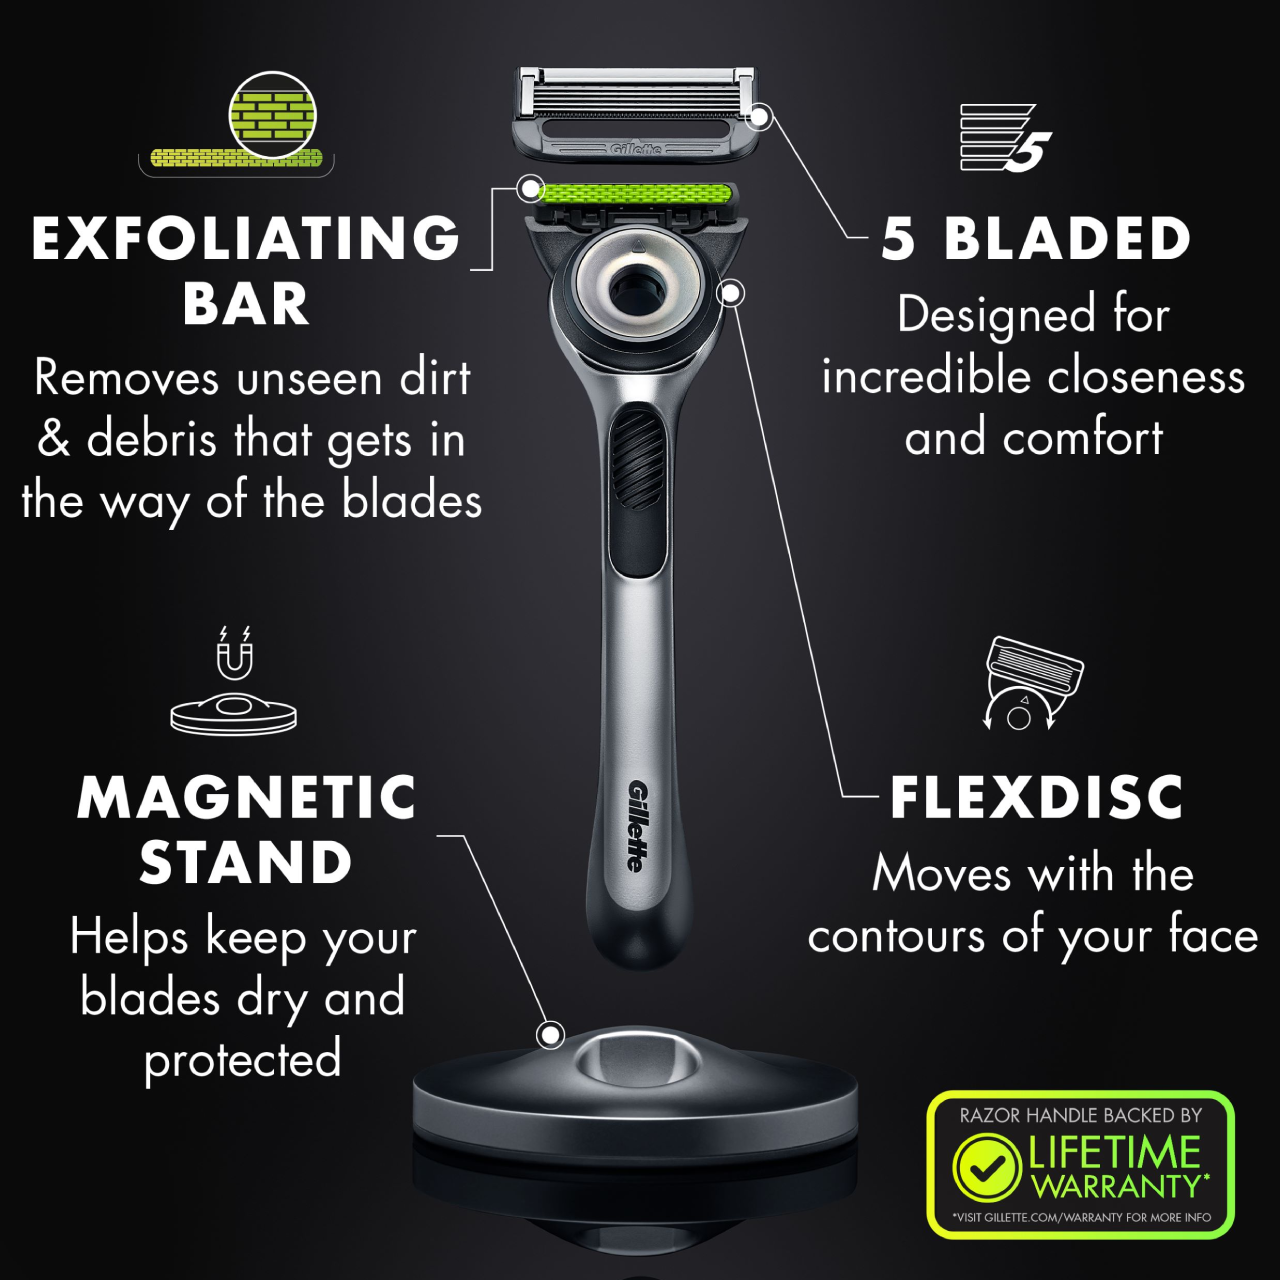 Gillette
5
EXFOLIATING
BAR
Removes unseen dirt
& debris that gets in
the way of the blades
5 BLADED
Designed for
incredible closeness
and comfort
MAGNETIC
STAND
Helps keep your
blades dry and
protected
Gillette
FLEXDISC
Moves with the
contours of your face
RAZOR HANDLE BACKED BY
LIFETIME
WARRANTY*
*VISIT GILLETTE.COM/WARRANTY FOR MORE INFO